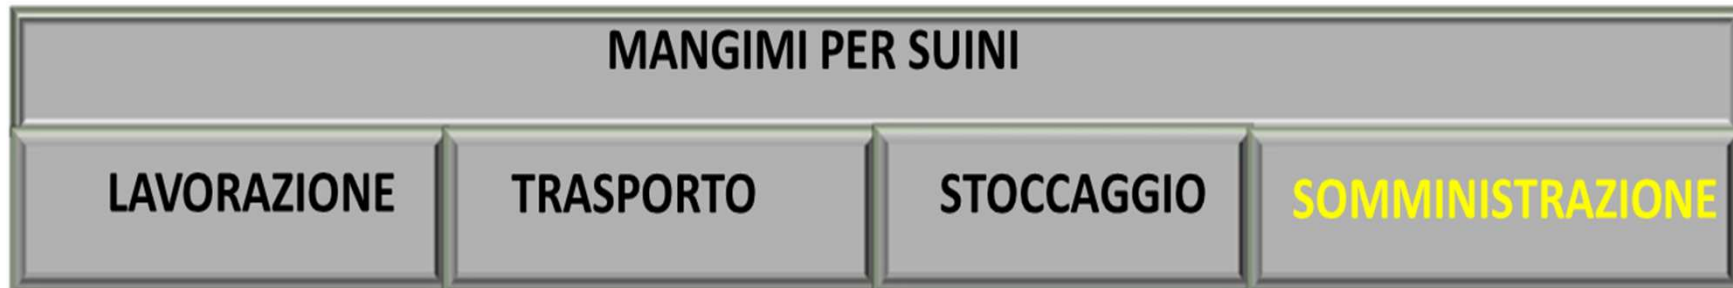 MANGIMI PER SUINI
LAVORAZIONE TRASPORTO STOCCAGGIO SOMMINISTRAZIONE